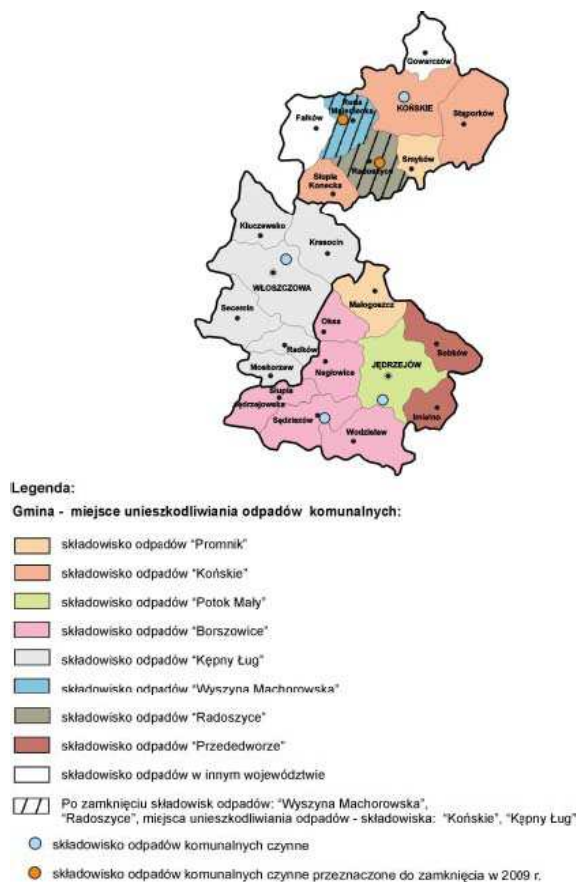 Gowarczów
KOŃSKIE
Stąporków
Ruda
Maleniecka
Fałków
Radoszyce
Smyków
Słupia
Konecka
Kluczewsko
Krasocin
WŁOSZCZOWA
Secemin
Małogoszcz
Oksa
Radków
Moskorzew
Nagłowice
JĘDRZEJÓW
Sobków
Słupia
Jędrzejowska
Sędziszów
Imielno
Wodzisław
Legenda:
Gmina - miejsce unieszkodliwiania odpadów komunalnych:
składowisko odpadów "Promnik"
składowisko odpadów "Końskie"
składowisko odpadów "Potok Mały"
składowisko odpadów "Borszowice"
składowisko odpadów "Kępny Ług"
składowisko odpadów "Wyszyna Machorowska"
składowisko odpadów "Radoszyce"
składowisko odpadów "Przededworze"
składowisko odpadów w innym województwie
Po zamknięciu składowisk odpadów: "Wyszyna Machorowska",
"Radoszyce", miejsca unieszkodliwiania odpadów - składowiska: "Końskie", "Kępny Ług"
składowisko odpadów komunalnych czynne
składowisko odpadów komunalnych czynne przeznaczone do zamknięcia w 2009 r.